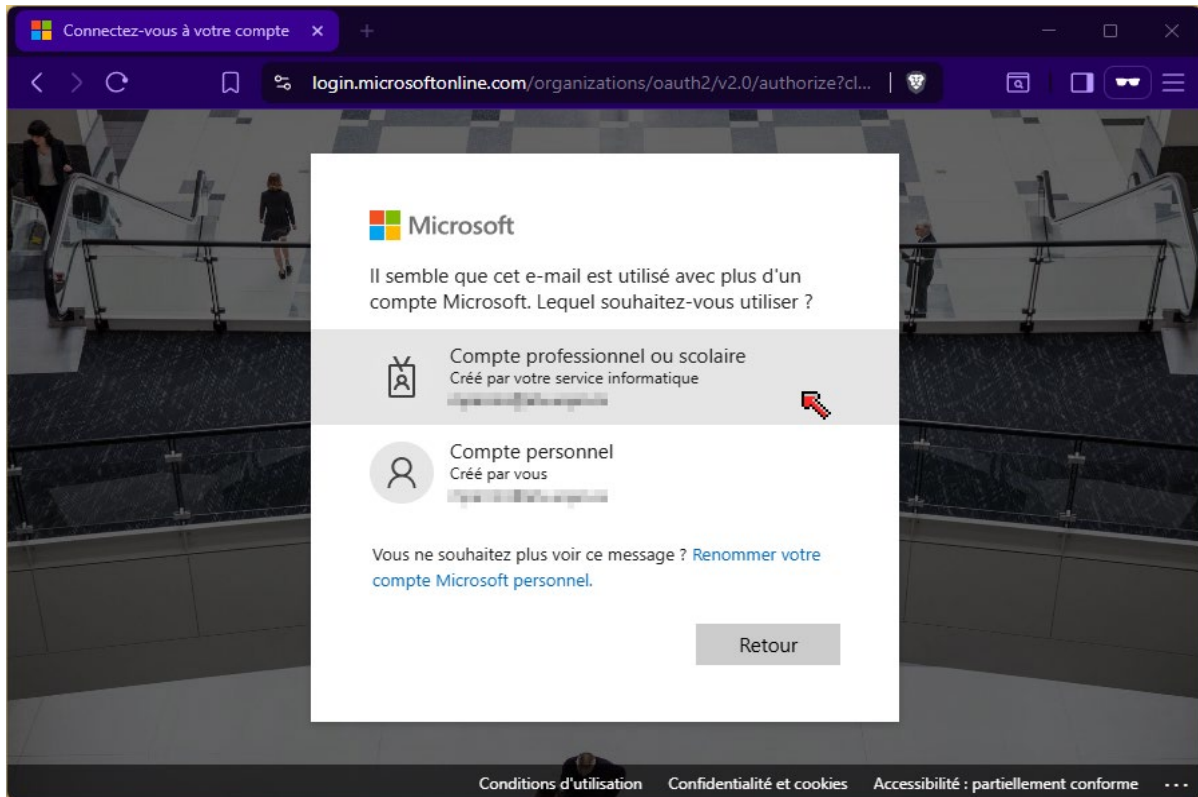 Connectez-vous à votre compte
login.microsoftonline.com/organizations/oauth2/v2.0/authorize?cl...
Microsoft
Il semble que cet e-mail est utilisé avec plus d'un
compte Microsoft. Lequel souhaitez-vous utiliser ?
Compte professionnel ou scolaire
Créé par votre service informatique
Compte personnel
Créé par vous
Vous ne souhaitez plus voir ce message ? Renommer votre
compte Microsoft personnel.
Retour
Conditions d'utilisation Confidentialité et cookies Accessibilité : partiellement conforme ...